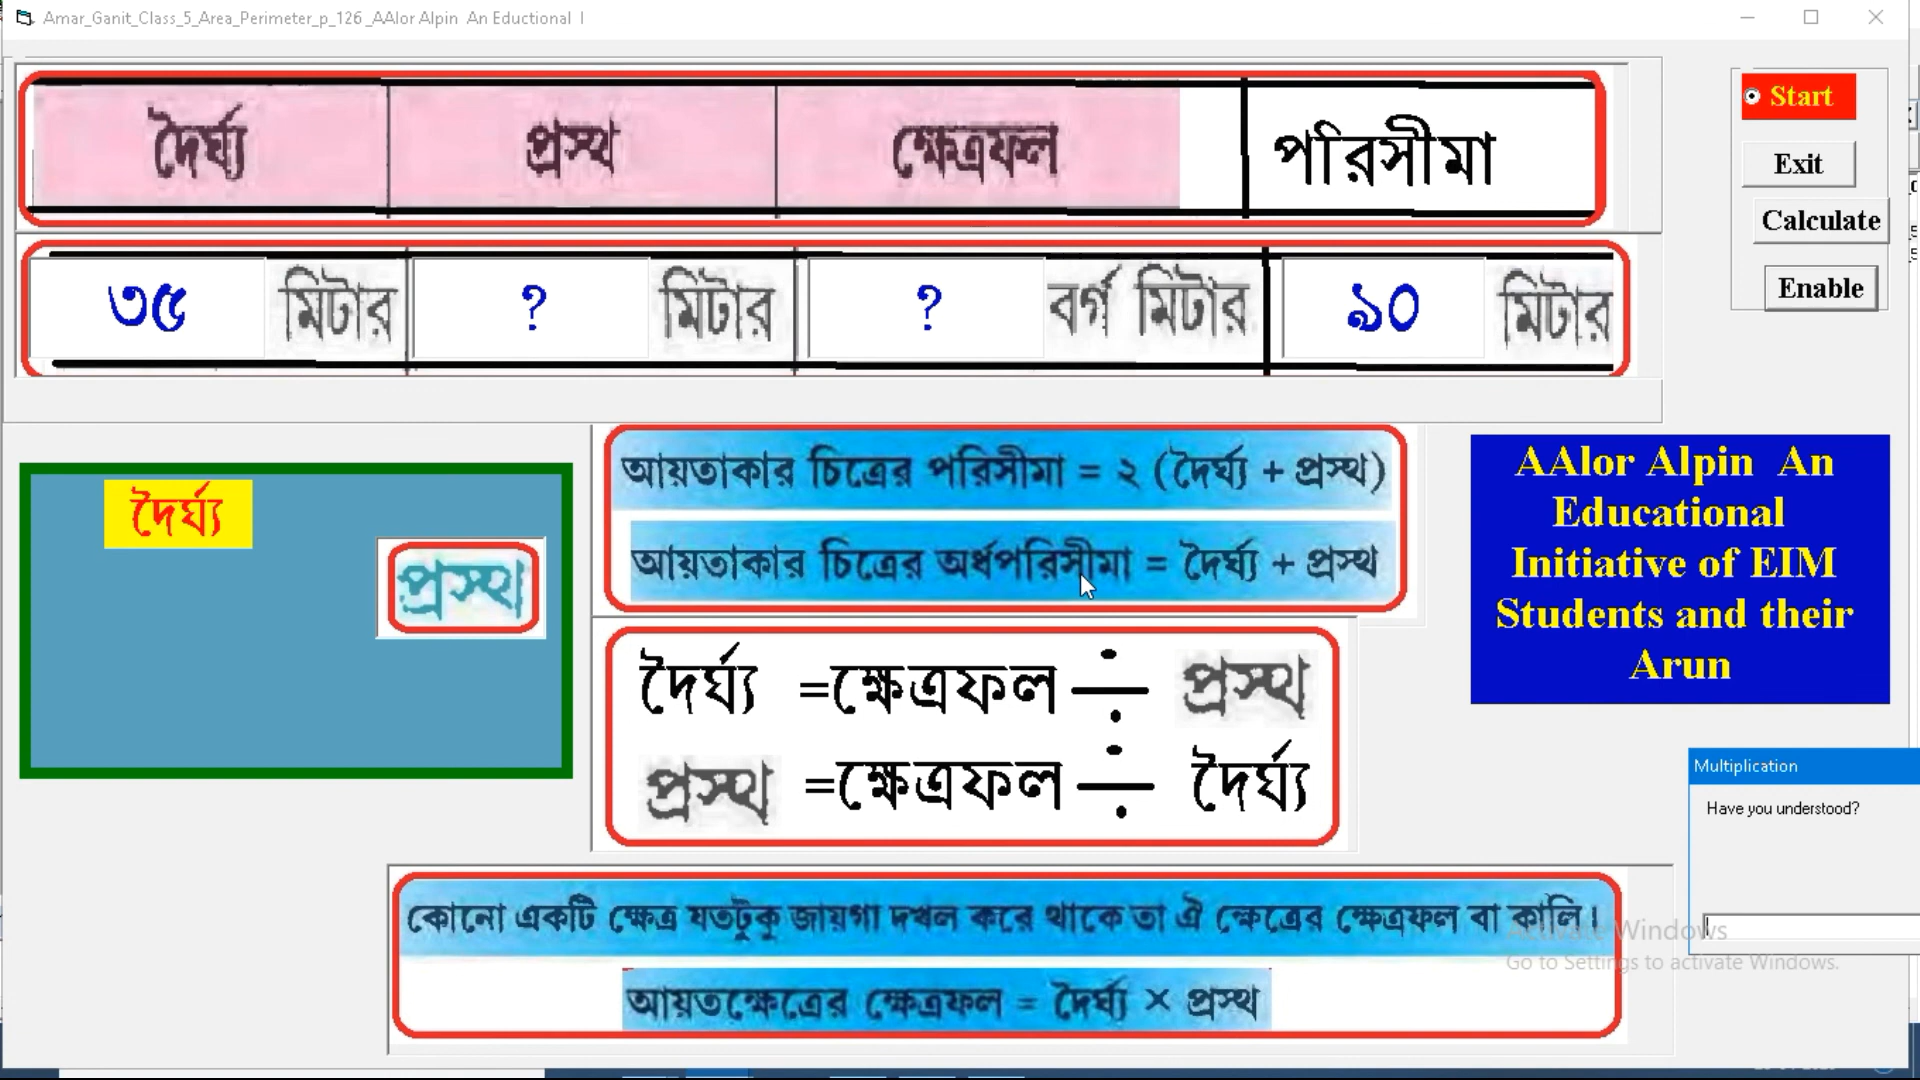 Amar_Ganit_Class_5_Area_Perimeter_p_126 _AAlor Alpin  An Eductional  I
দৈর্ঘ্য প্রস্থ ক্ষেত্রফল পরিসীমা
৩৫ মিটার ? মিটার ? বর্গ মিটার ৯০ মিটার
Start
Exit
Calculate
Enable
দৈর্ঘ্য
প্রস্থ
আয়তাকার চিত্রের পরিসীমা = ২ (দৈর্ঘ্য + প্রস্থ)
আয়তাকার চিত্রের অর্ধপরিসীমা = দৈর্ঘ্য + প্রস্থ
দৈর্ঘ্য =ক্ষেত্রফল ÷ প্রস্থ
প্রস্থ =ক্ষেত্রফল ÷ দৈর্ঘ্য
AAlor Alpin  An
Educational
Initiative of EIM
Students and their
Arun
Multiplication
Have you understood?
কোনো একটি ক্ষেত্র যতটুকু জায়গা দখল করে থাকে তা ঐ ক্ষেত্রের ক্ষেত্রফল বা কালি।
আয়তক্ষেত্রের ক্ষেত্রফল = দৈর্ঘ্য × প্রস্থ
Activate Windows
Go to Settings to activate Windows.